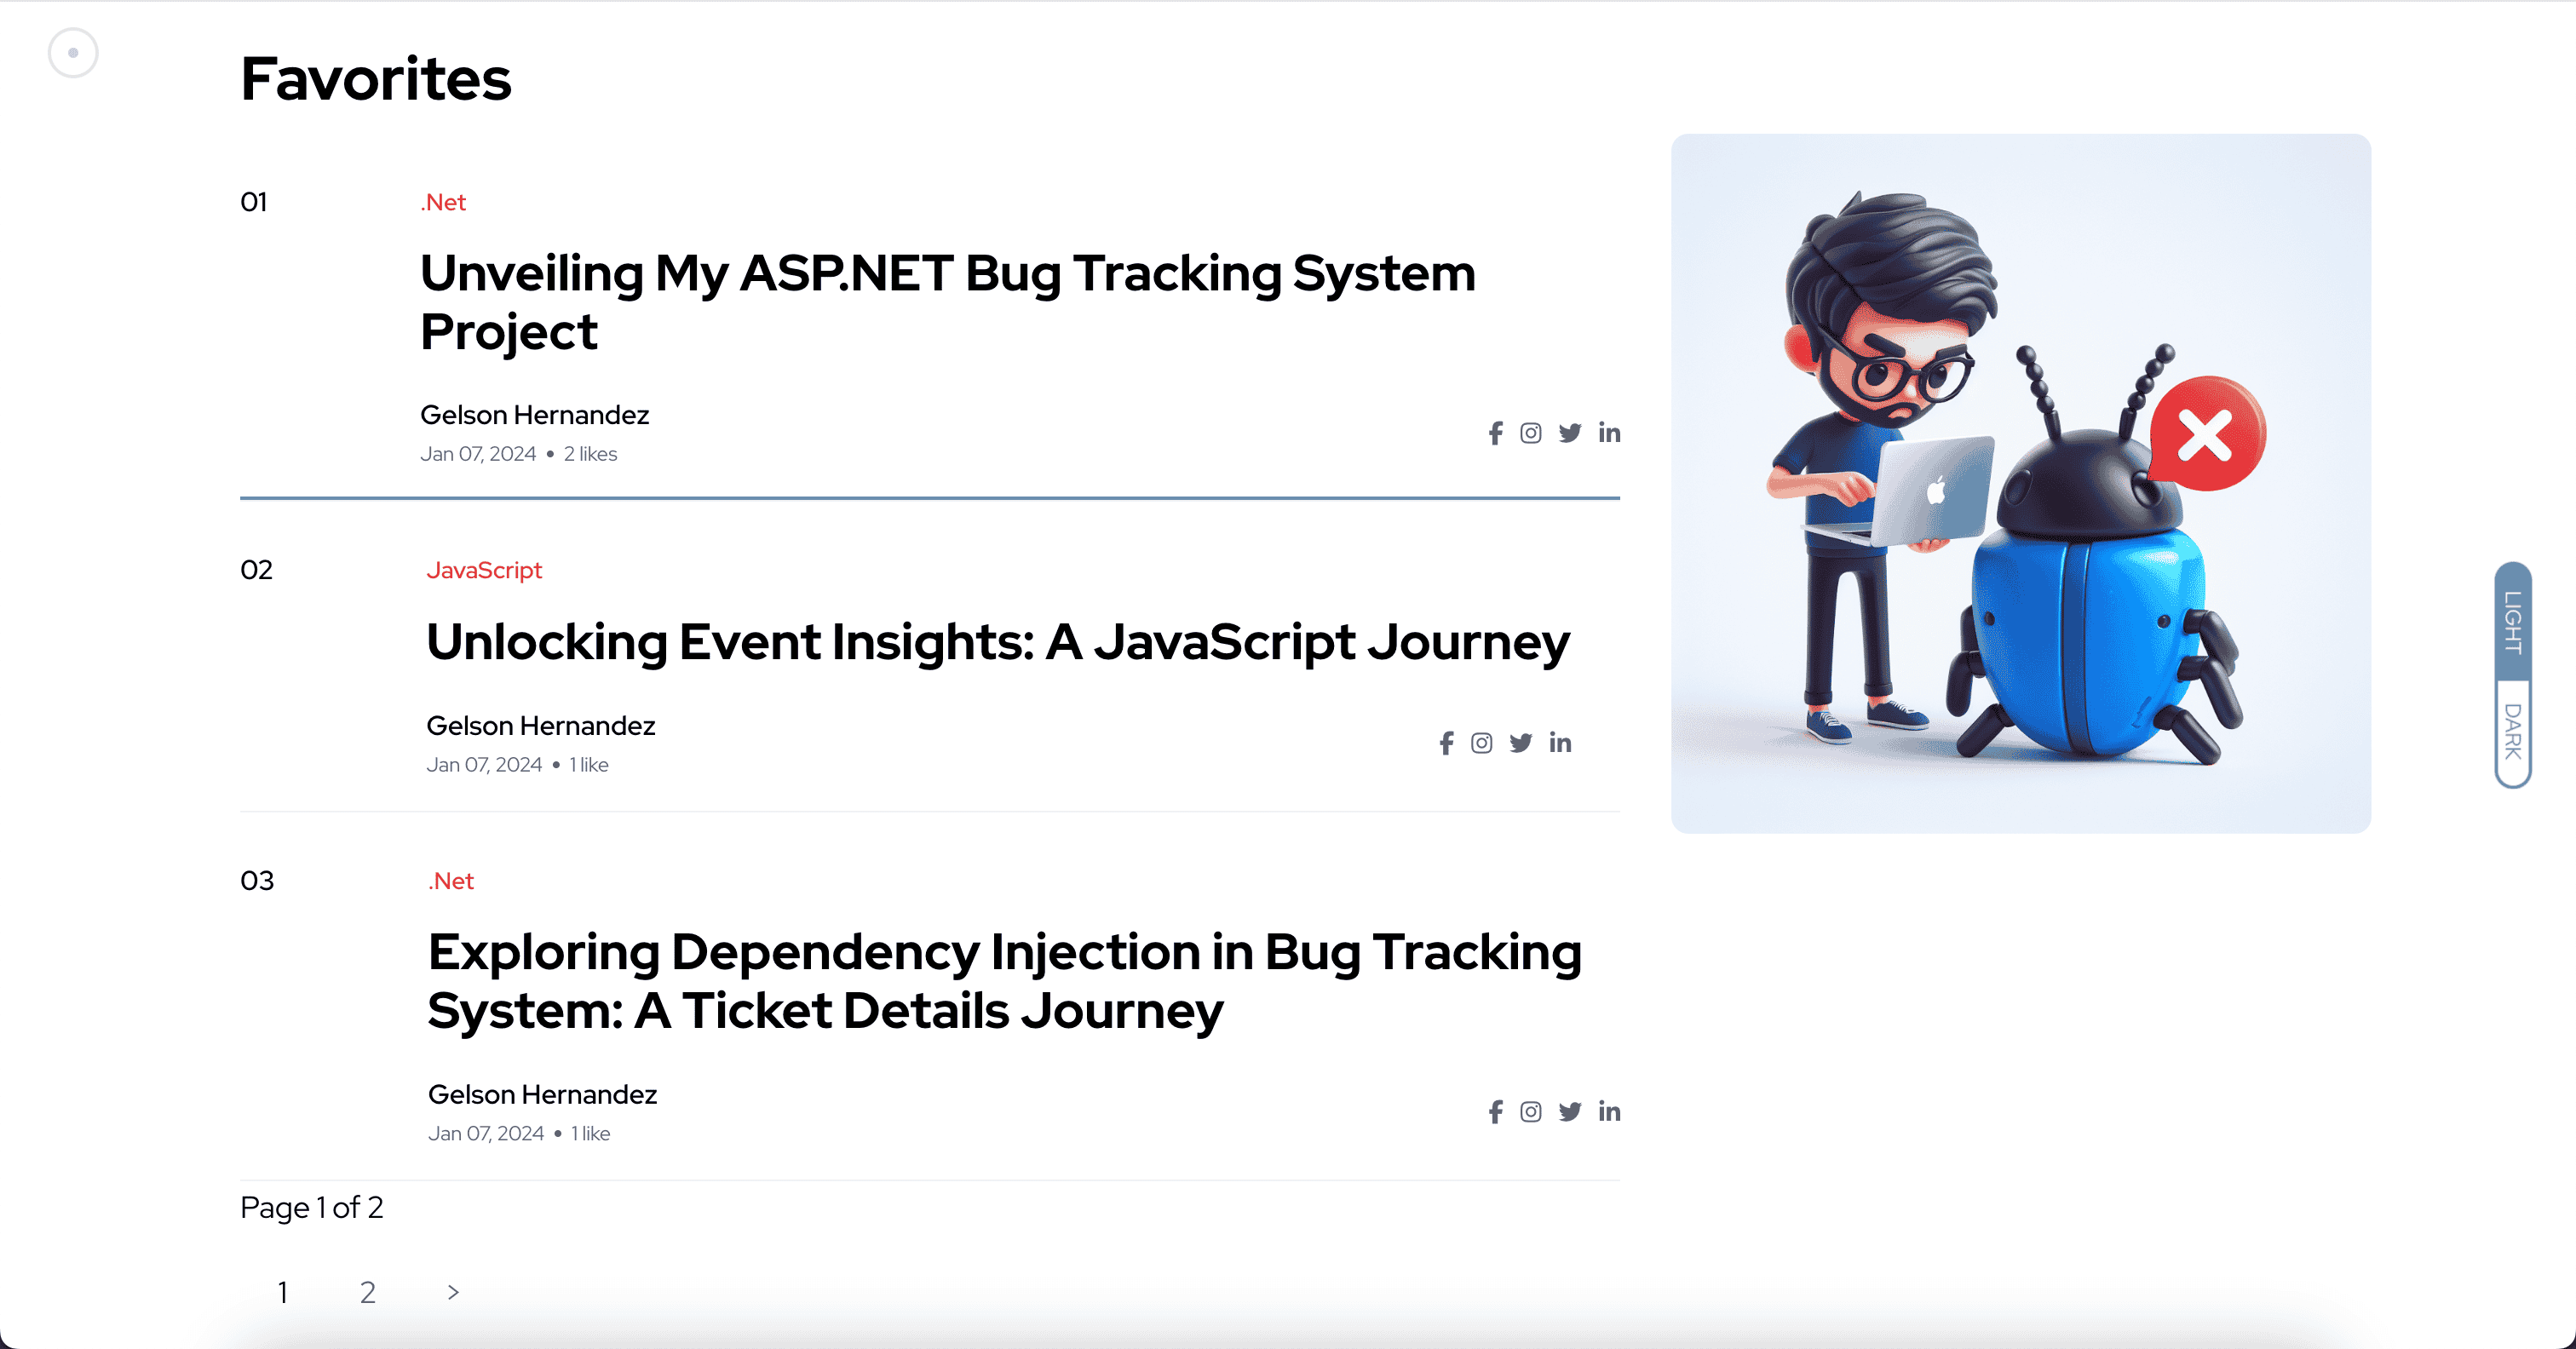 Favorites
01
.Net
Unveiling My ASP.NET Bug Tracking System
Project
Gelson Hernandez
Jan 07, 2024 • 2 likes
02
JavaScript
Unlocking Event Insights: A JavaScript Journey
Gelson Hernandez
Jan 07, 2024 • 1 like
03
.Net
Exploring Dependency Injection in Bug Tracking
System: A Ticket Details Journey
Gelson Hernandez
Jan 07, 2024 • 1 like
Page 1 of 2
1 2 >
LIGHT
DARK